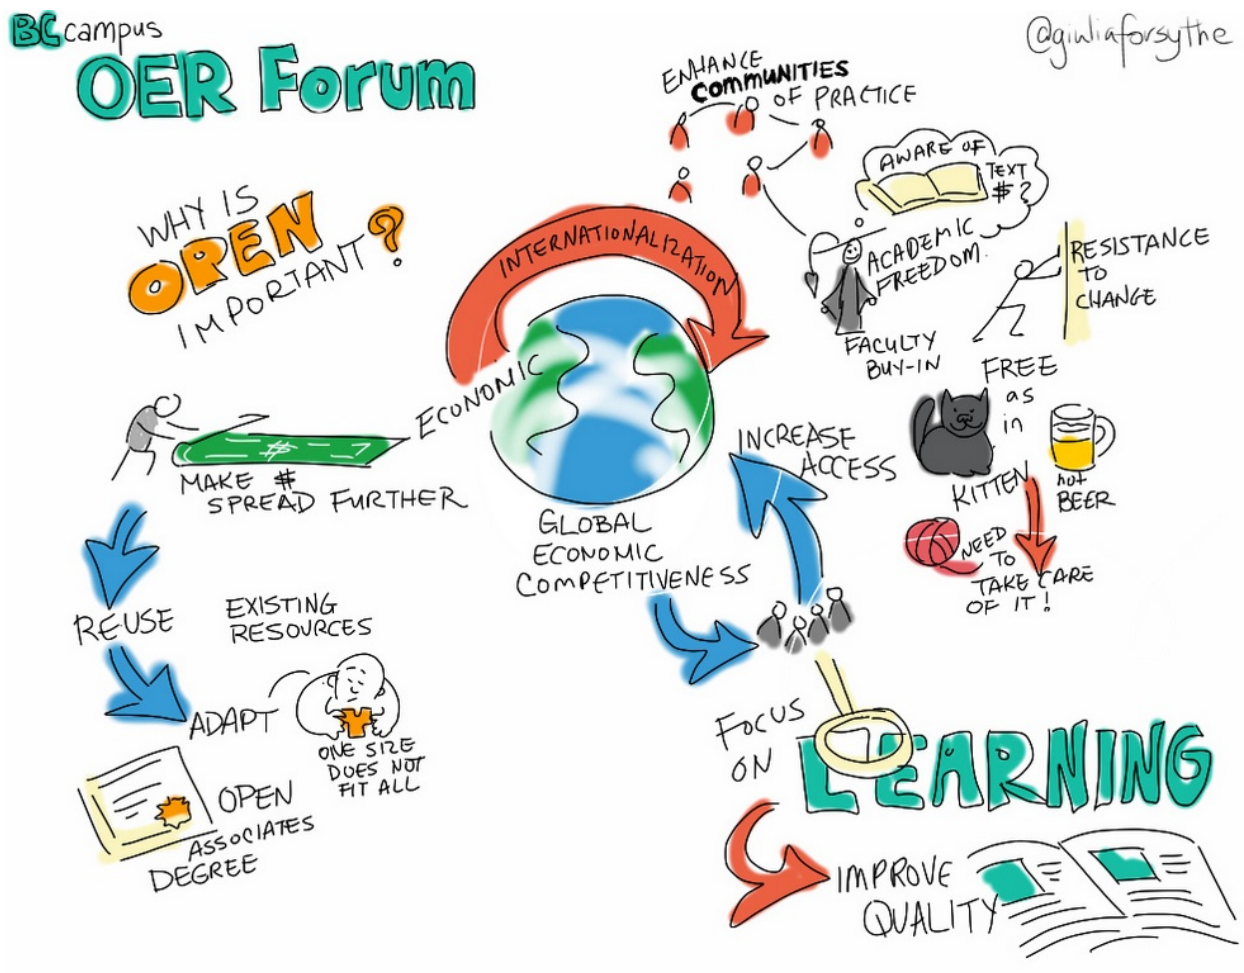 BCcampus
OER Forum
@giuliaforsythe
WHY IS
OPEN
IMPORTANT?
ENHANCE
COMMUNITIES
OF PRACTICE
AWARE OF
TEXT
$?
ACADEMIC
FREEDOM.
FACULTY
BUY-IN
RESISTANCE
TO
CHANGE
INTERNATIONALIZATION
ECONOMIC
$
MAKE $
SPREAD FURTHER
GLOBAL
ECONOMIC
COMPETITIVENESS
INCREASE
ACCESS
FREE
as
in
KITTEN
not
BEER
NEED
TO
TAKE CARE
OF IT!
REUSE
EXISTING
RESOURCES
ADAPT
ONE SIZE
DOES NOT
FIT ALL
OPEN
ASSOCIATES
DEGREE
FOCUS
ON
LEARNING
IMPROVE
QUALITY